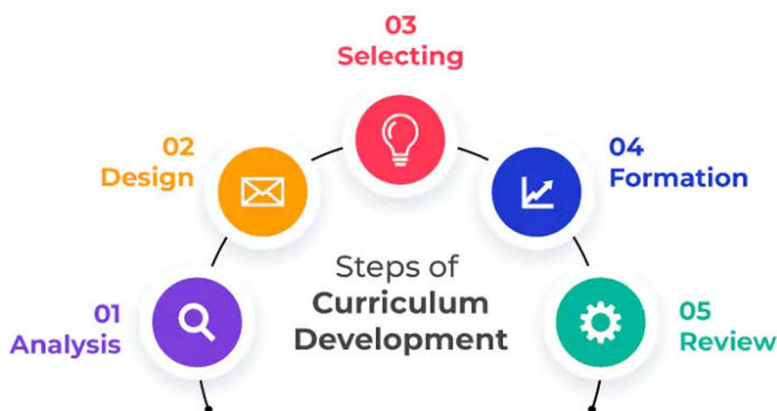 03
Selecting
02
Design
04
Formation
Steps of
Curriculum
Development
01
Analysis
05
Review